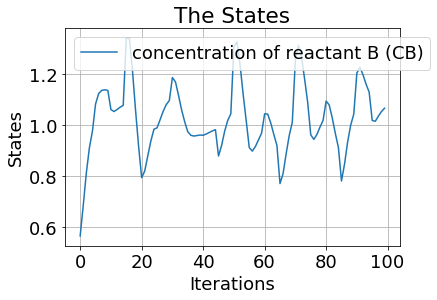 The States
concentration of reactant B (CB)
1.2
1.0
0.8
0.6
States
0 20 40 60 80 100
Iterations